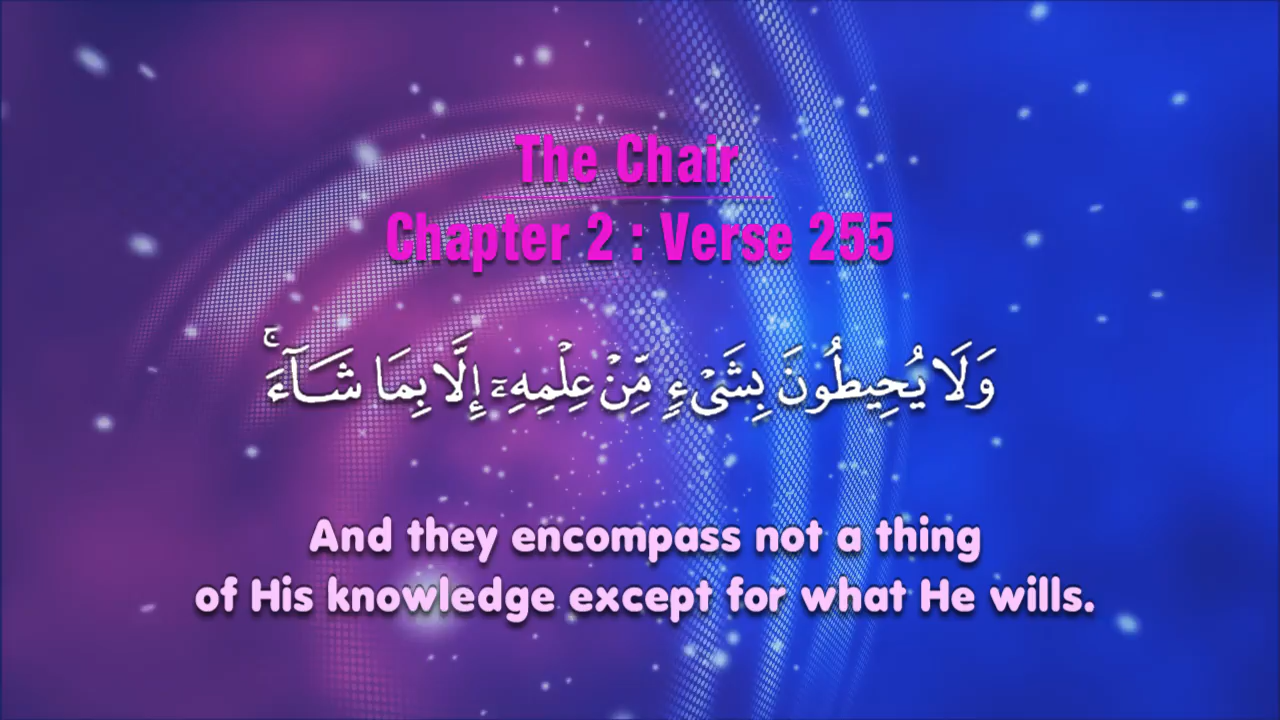 The Chair
Chapter 2 : Verse 255
وَلَا يُحِيطُونَ بِشَىْءٍ مِّنْ عِلْمِهِۦٓ إِلَّا بِمَا شَآءَ ۚ
And they encompass not a thing
of His knowledge except for what He wills.